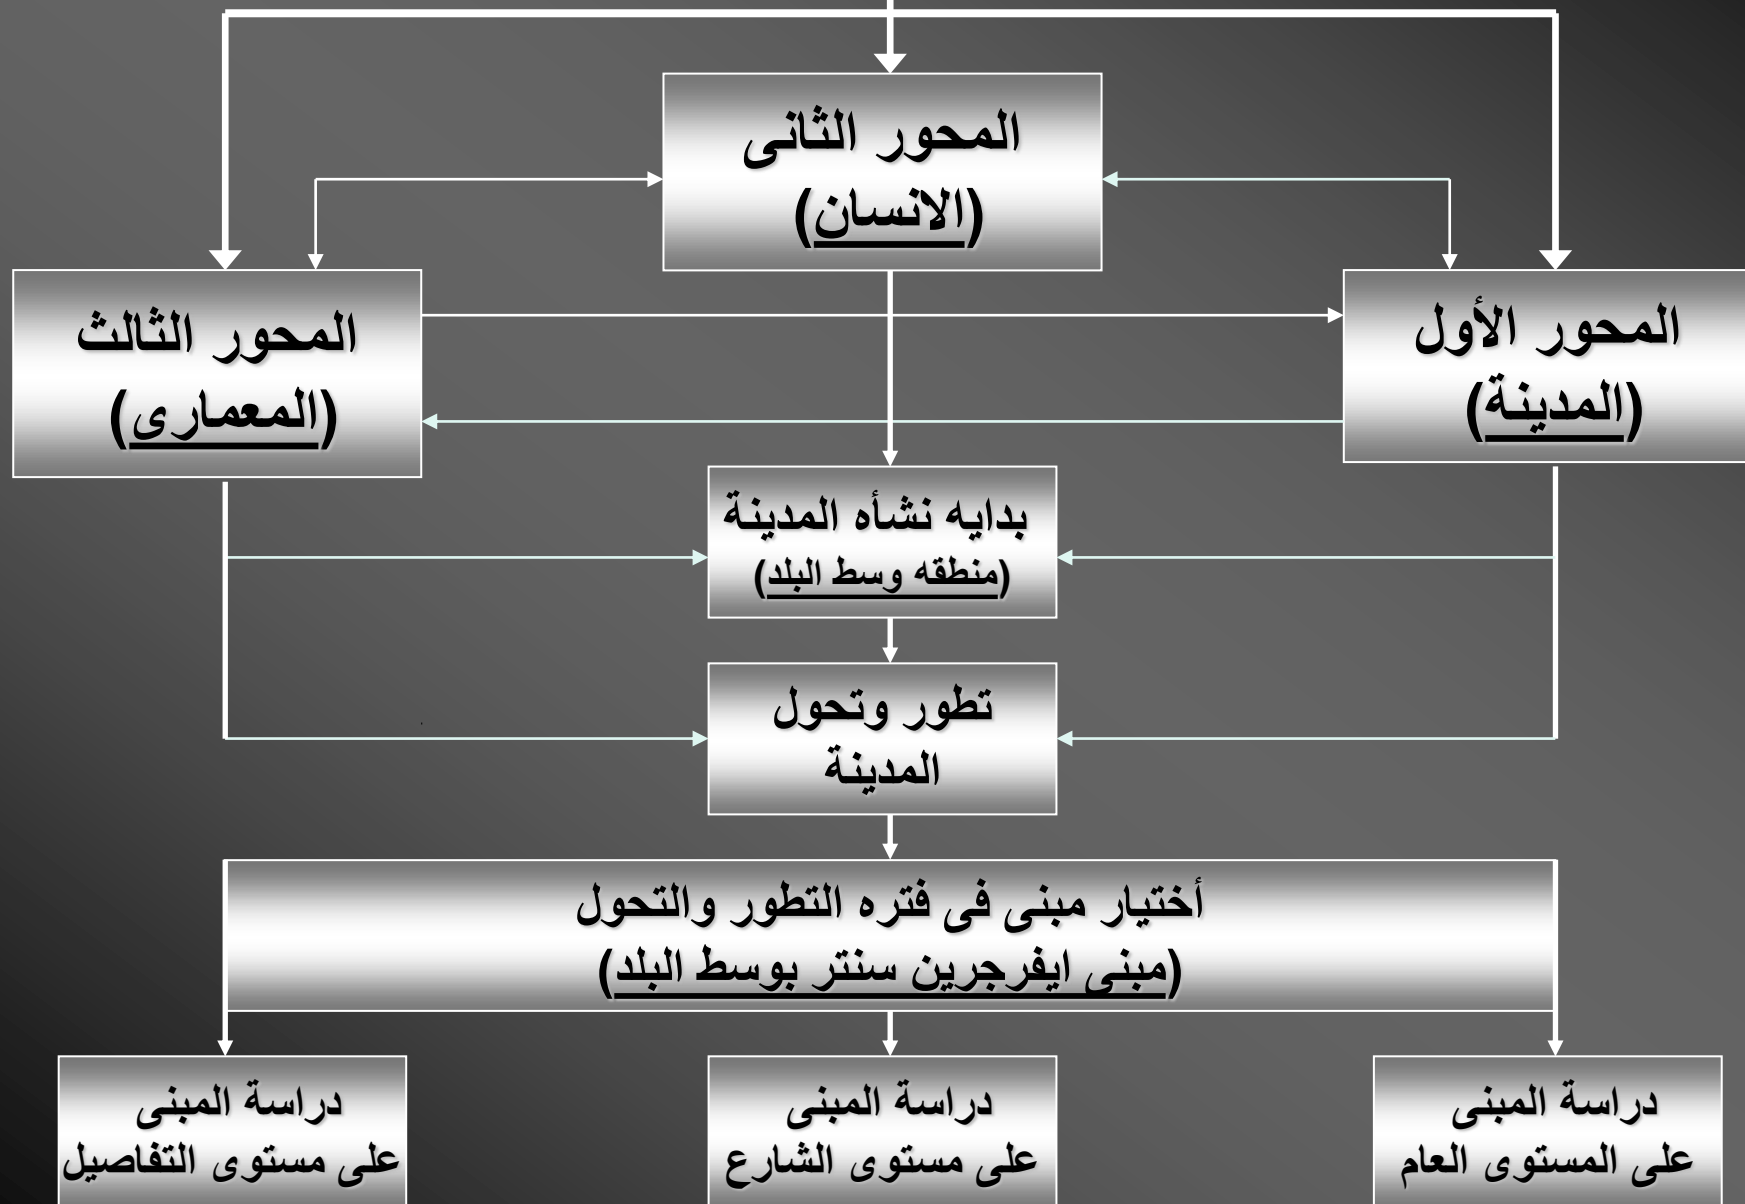 المحور الثانى
(الانسان)
المحور الأول
(المدينة)
المحور الثالث
(المعمارى)
بدايه نشأه المدينة
(منطقه وسط البلد)
تطور وتحول
المدينة
أختيار مبنى فى فتره التطور والتحول
(مبنى ايفرجرين سنتر بوسط البلد)
دراسة المبنى
على المستوى العام
دراسة المبنى
على مستوى الشارع
دراسة المبنى
على مستوى التفاصيل